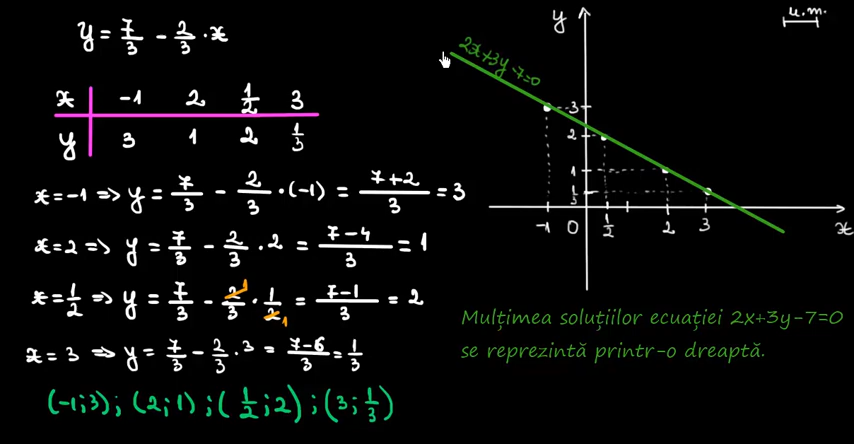 y = 7/3 - 2/3 · x
x | -1 2 1/2 3
y | 3 1 2 1/3
x = -1 => y = 7/3 - 2/3 · (-1) = 7+2/3 = 3
x = 2 => y = 7/3 - 2/3 · 2 = 7-4/3 = 1
x = 1/2 => y = 7/3 - 2/3 · 1/2 = 7-1/3 = 2
1
1
x = 3 => y = 7/3 - 2/3 · 3 = 7-6/3 = 1/3
(-1;3) ; (2;1) ; (1/2;2) ; (3;1/3)
y
u.m.
2x+3y-7=0
3
2
1
1/3
-1 0 1/2 2 3 x
Mulțimea soluțiilor ecuației 2x+3y-7=0
se reprezintă printr-o dreaptă.